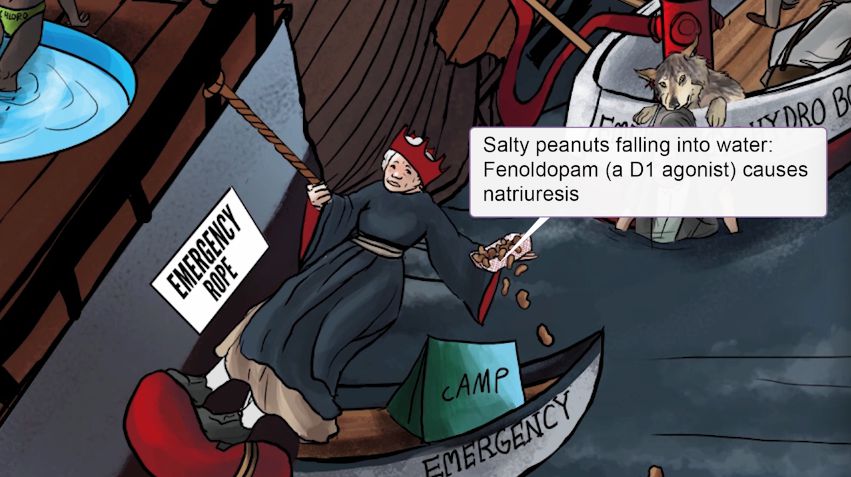 HYDRO BO
Salty peanuts falling into water:
Fenoldopam (a D1 agonist) causes
natriuresis
EMERGENCY
ROPE
CAMP
EMERGENCY